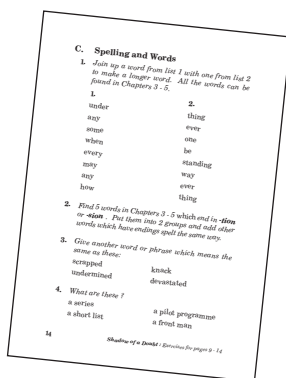 C. Spelling and Words
1. Join up a word from list 1 with one from list 2
to make a longer word. All the words can be
found in Chapters 3 - 5.
1. 2.
under thing
any ever
some one
when be
every standing
may way
any ever
how thing
2. Find 5 words in Chapters 3 - 5 which end in -tion
or -sion . Put them into 2 groups and add other
words which have endings spelt the same way.
3. Give another word or phrase which means the
same as these:
scrapped knack
undermined devastated
4. What are these ?
a series a pilot programme
a short list a front man
14 Shadow of a Doubt : Exercises for pages 9 - 14